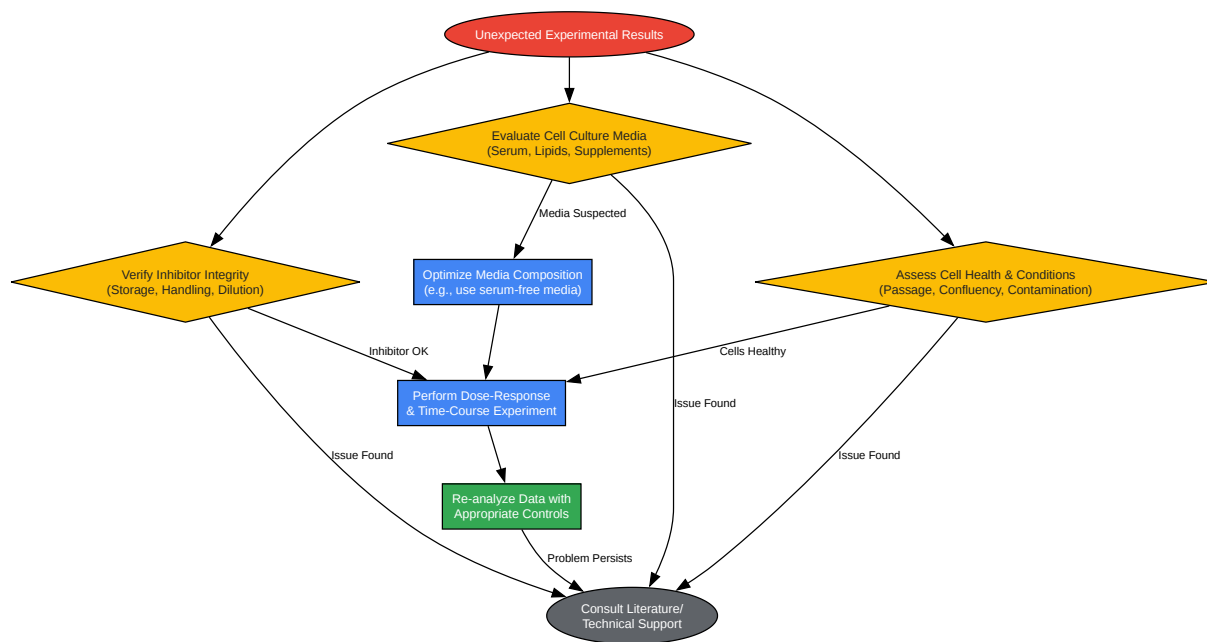 Unexpected Experimental Results
Evaluate Cell Culture Media
(Serum, Lipids, Supplements)
Media Suspected
Verify Inhibitor Integrity
(Storage, Handling, Dilution)
Optimize Media Composition
(e.g., use serum-free media)
Assess Cell Health & Conditions
(Passage, Confluency, Contamination)
Inhibitor OK
Cells Healthy
Perform Dose-Response
& Time-Course Experiment
Issue Found
Issue Found
Issue Found
Re-analyze Data with
Appropriate Controls
Problem Persists
Consult Literature/
Technical Support